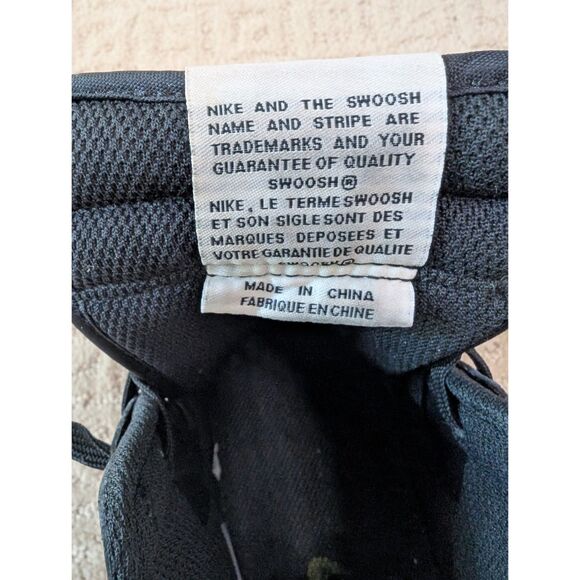 NIKE AND THE SWOOSH
NAME AND STRIPE ARE
TRADEMARKS AND YOUR
GUARANTEE OF QUALITY
SWOOSH®
NIKE, LE TERME SWOOSH
ET SON SIGLE SONT DES
MARQUES DEPOSEES ET
VOTRE GARANTIE DE QUALITE
SWOOSH®
MADE IN CHINA
FABRIQUE EN CHINE